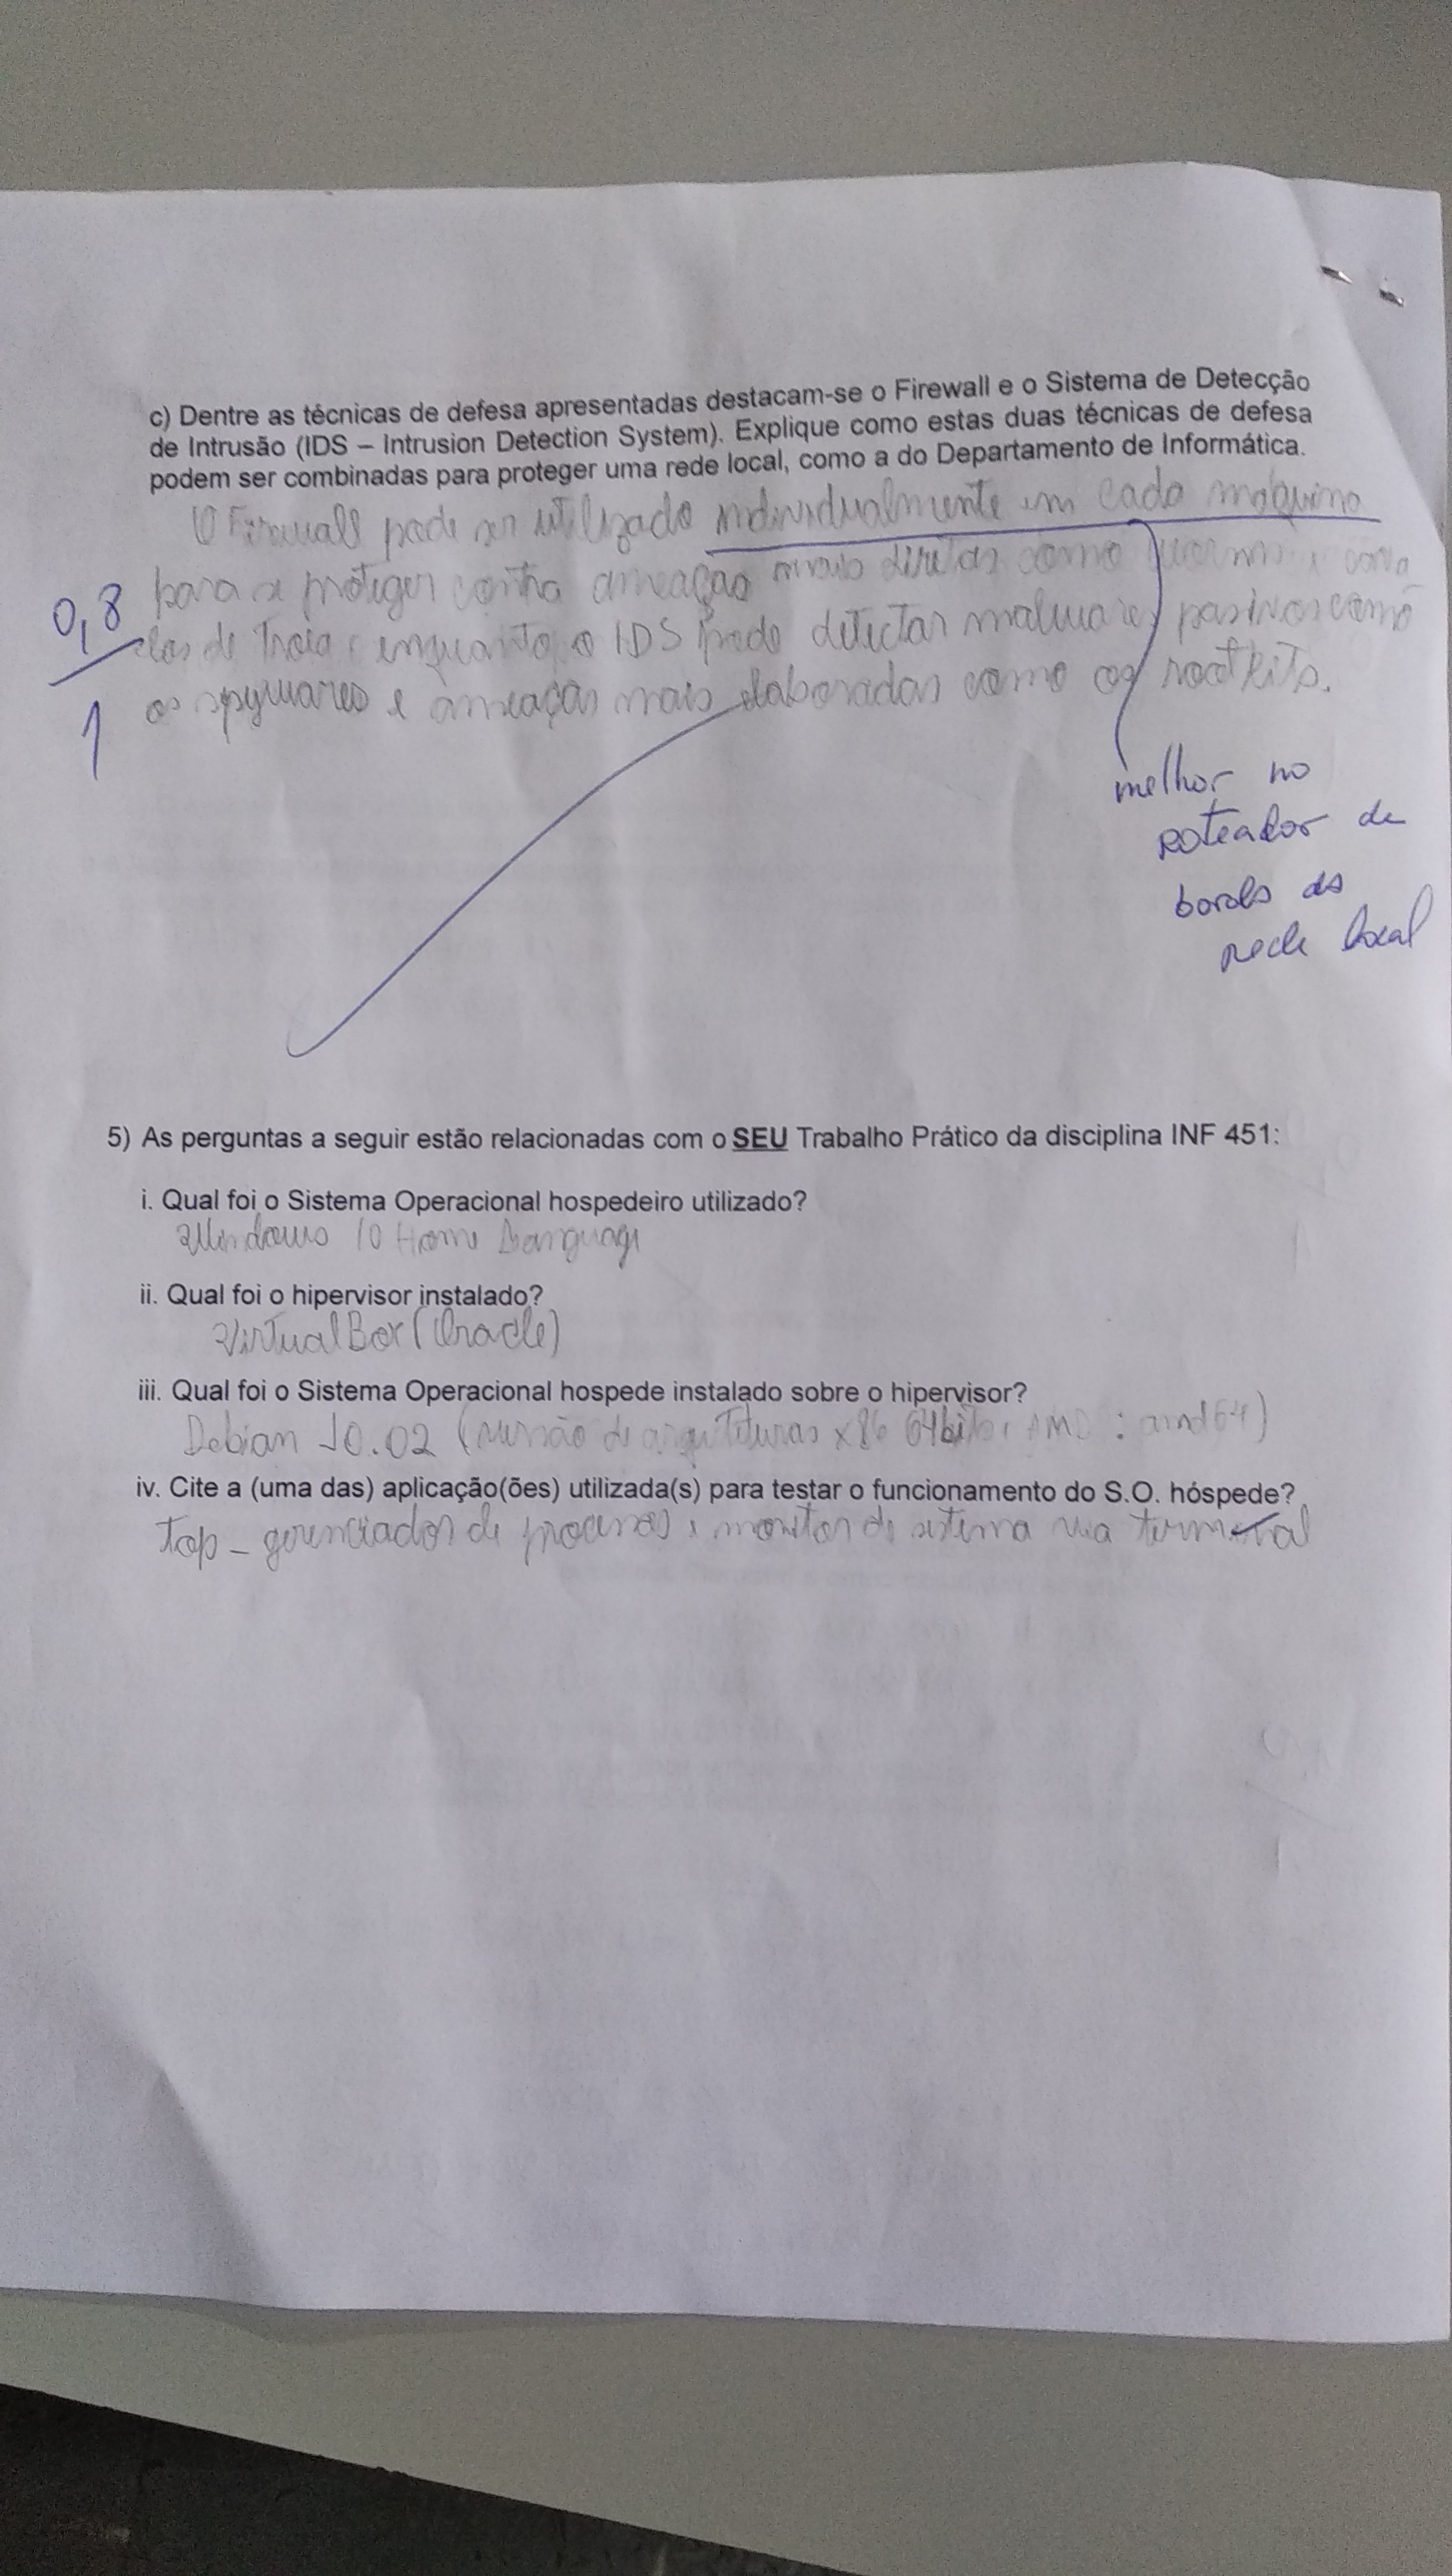 c) Dentre as técnicas de defesa apresentadas destacam-se o Firewall e o Sistema de Detecção
de Intrusão (IDS – Intrusion Detection System). Explique como estas duas técnicas de defesa
podem ser combinadas para proteger uma rede local, como a do Departamento de Informática.
O Firewall pode ser utilizado individualmente em cada máquina
para se proteger contra ameaças mais diretas como worms e cava
los de Troia, enquanto o IDS pode detectar malwares passivos como
os spywares e ameaças mais elaboradas como os rootkits.
0,8
1
melhor no
roteador de
borda da
rede local
5) As perguntas a seguir estão relacionadas com o SEU Trabalho Prático da disciplina INF 451:
i. Qual foi o Sistema Operacional hospedeiro utilizado?
Windows 10 Home Language
ii. Qual foi o hipervisor instalado?
VirtualBox (Oracle)
iii. Qual foi o Sistema Operacional hospede instalado sobre o hipervisor?
Debian 10.02 (versão de arquiteturas x86 64bits AMD : amd64)
iv. Cite a (uma das) aplicação(ões) utilizada(s) para testar o funcionamento do S.O. hóspede?
Top - gerenciador de processos e monitor do sistema via terminal